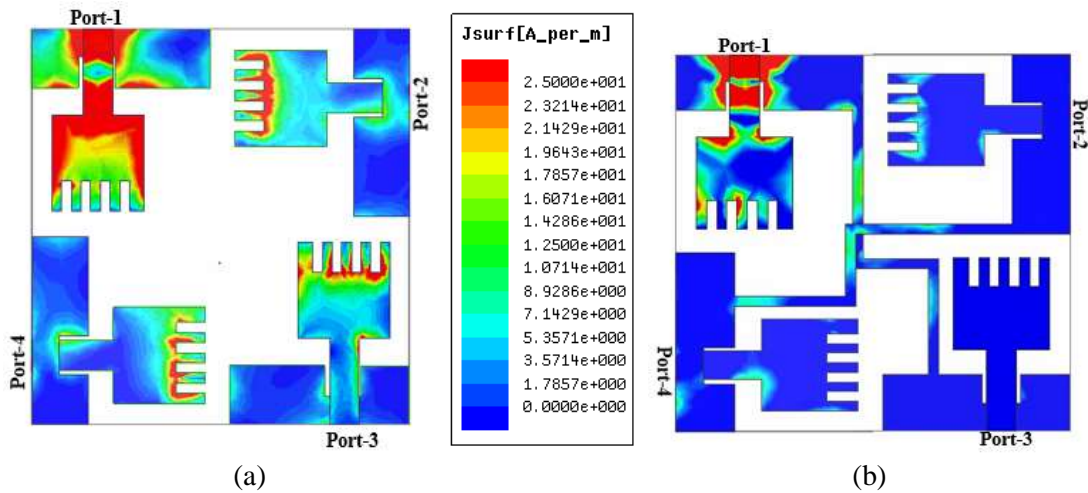 Port-1
Port-2
Port-4
Port-3
(a)
Jsurf[A_per_m]
2.5000e+001
2.3214e+001
2.1429e+001
1.9643e+001
1.7857e+001
1.6071e+001
1.4286e+001
1.2500e+001
1.0714e+001
8.9286e+000
7.1429e+000
5.3571e+000
3.5714e+000
1.7857e+000
0.0000e+000
Port-1
Port-2
Port-4
Port-3
(b)